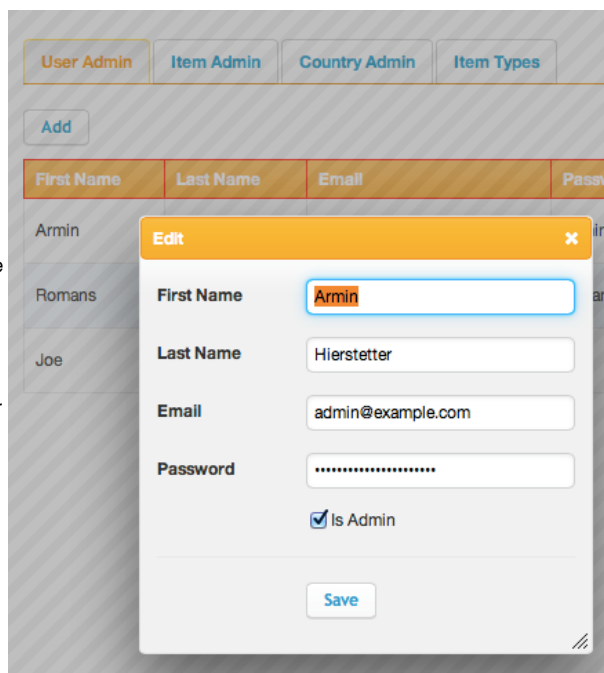 User Admin Item Admin Country Admin Item Types
Add
First Name Last Name Email
Armin
Edit
Romans
First Name Armin
Joe
Last Name Hierstetter
Email admin@example.com
Password ••••••••••••••••••••••
Is Admin
Save